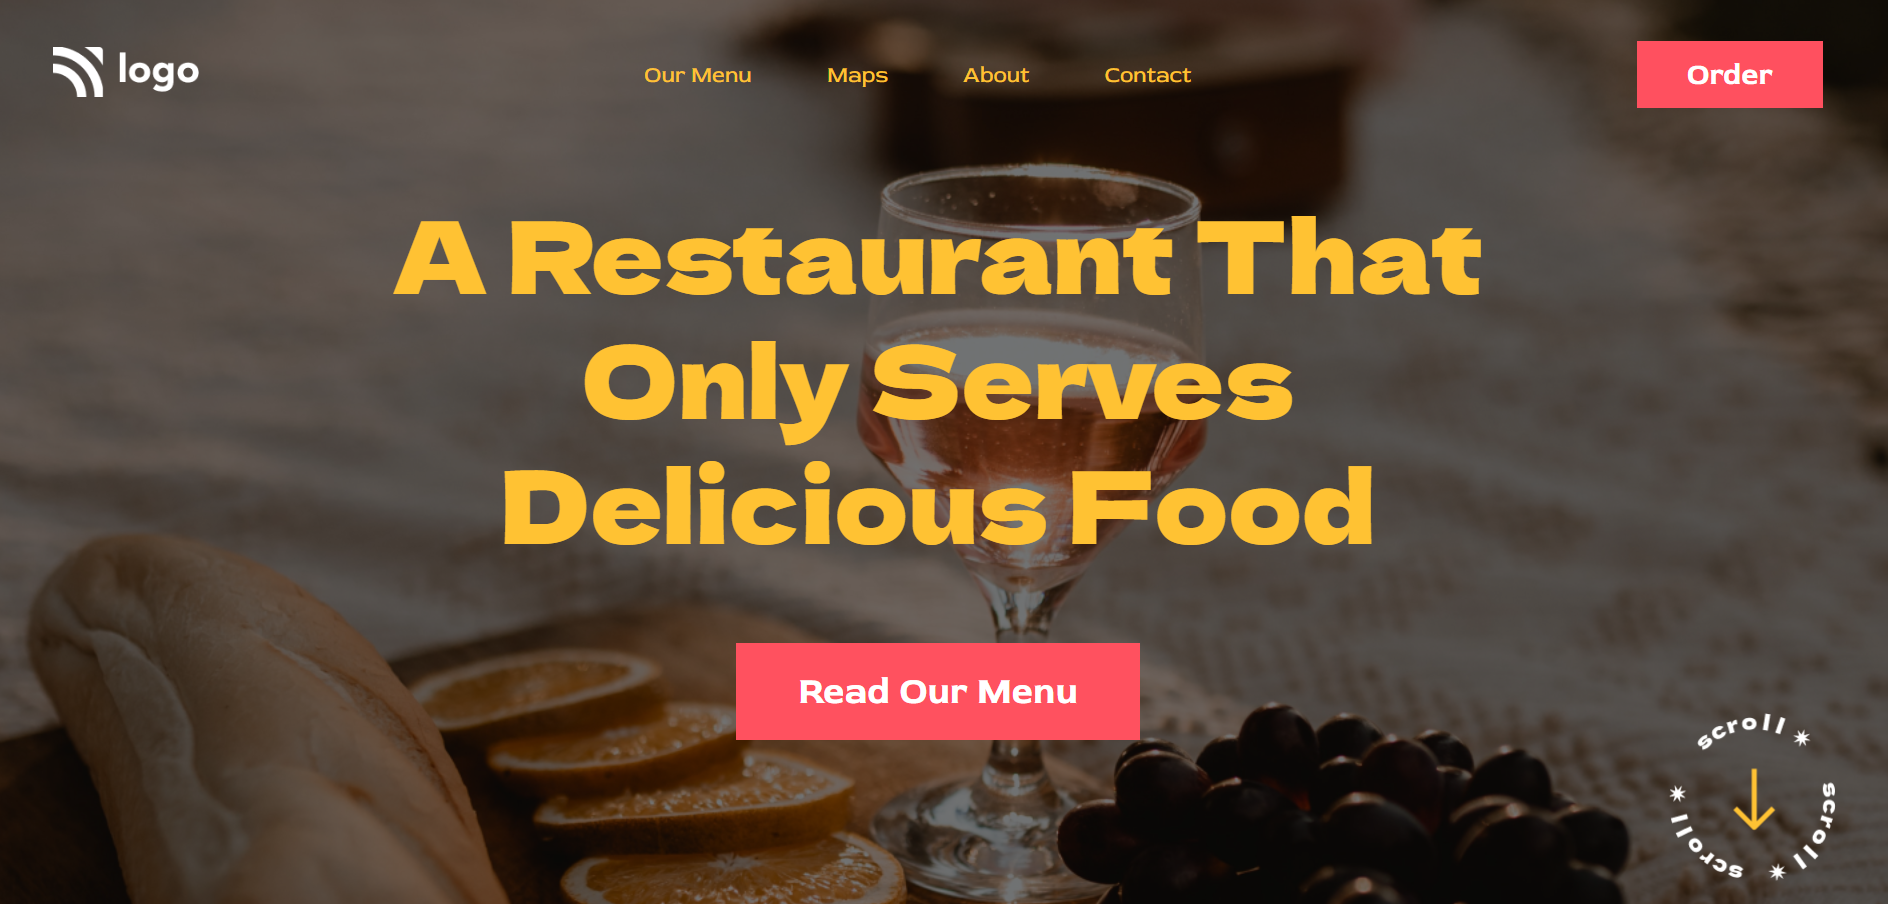 logo
Our Menu
Maps
About
Contact
Order
A Restaurant That
Only Serves
Delicious Food
Read Our Menu
scroll
scroll
scroll